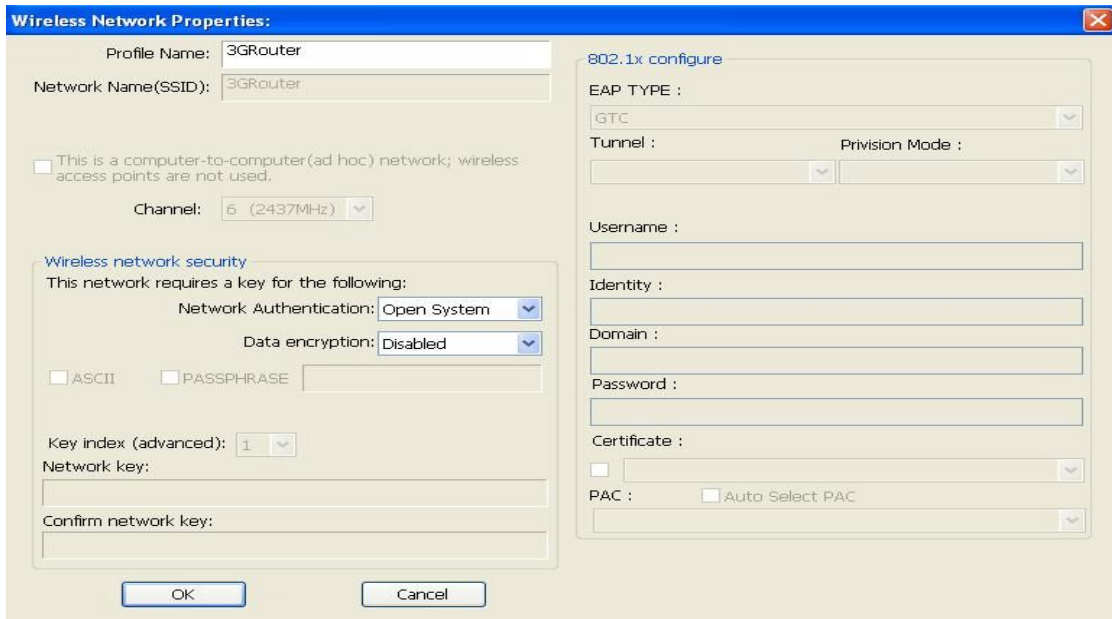 Wireless Network Properties:
Profile Name: 3GRouter
Network Name(SSID): 3GRouter
This is a computer-to-computer(ad hoc) network; wireless
access points are not used.
Channel: 6 (2437MHz)
Wireless network security
This network requires a key for the following:
Network Authentication: Open System
Data encryption: Disabled
ASCII PASSPHRASE
Key index (advanced): 1
Network key:
Confirm network key:
OK Cancel
802.1x configure
EAP TYPE :
GTC
Tunnel : Privision Mode :
Username :
Identity :
Domain :
Password :
Certificate :
PAC : Auto Select PAC